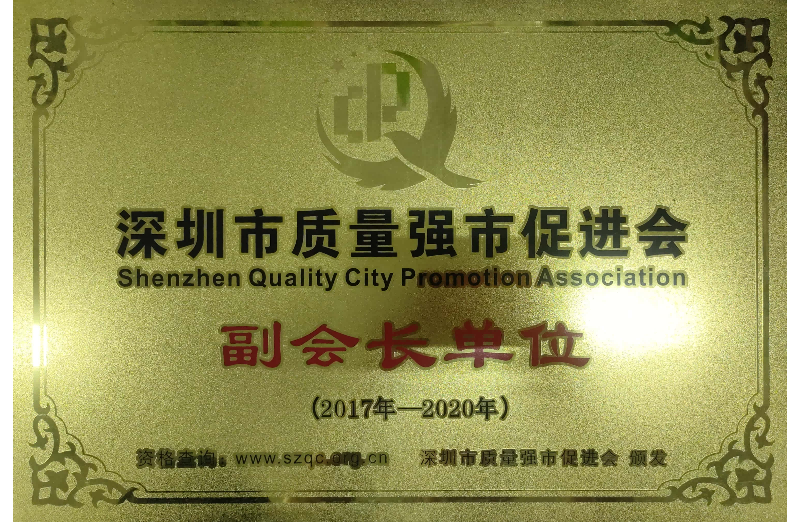 深圳市质量强市促进会
Shenzhen Quality City Promotion Association
副会长单位
(2017年—2020年)
资格查询：www.szqc.org.cn 深圳市质量强市促进会 颁发